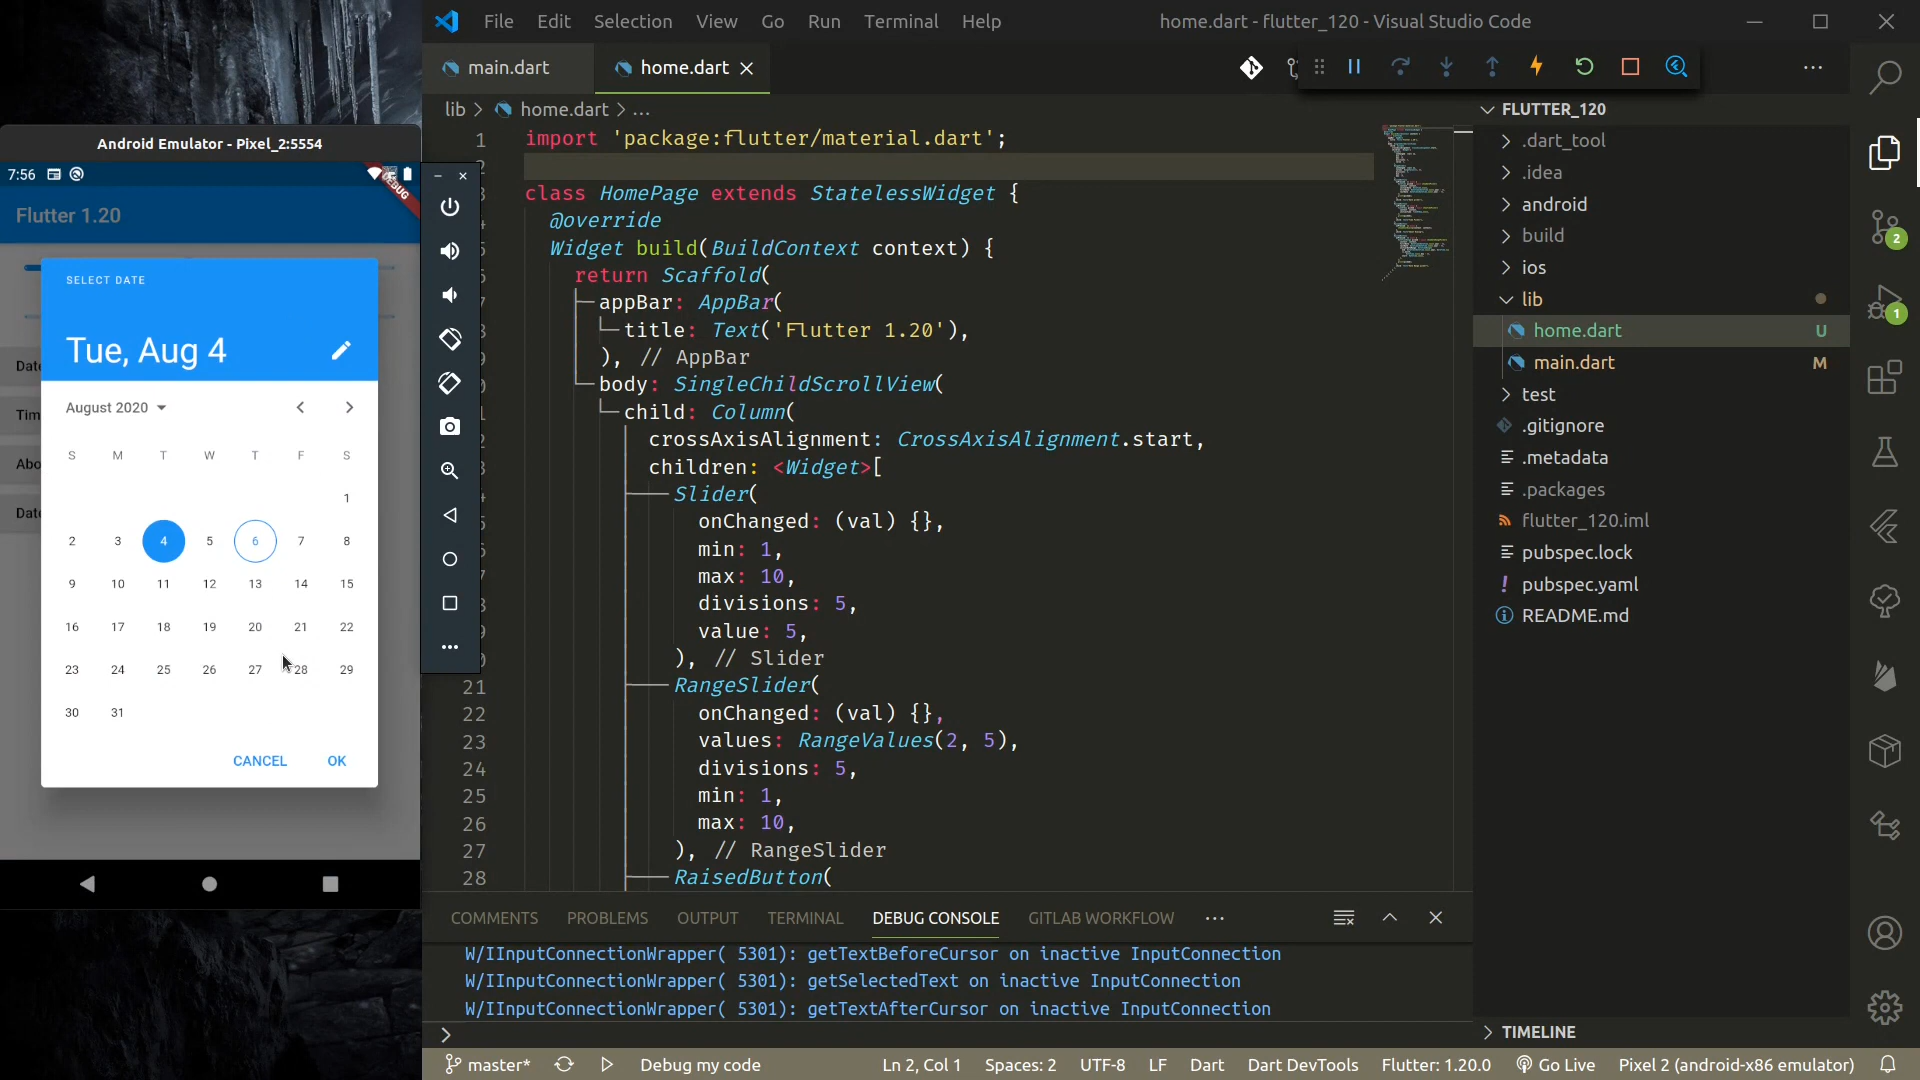 File Edit Selection View Go Run Terminal Help
home.dart - flutter_120 - Visual Studio Code
main.dart
home.dart
lib > home.dart > ...
Android Emulator - Pixel_2:5554
7:56
DEBUG
Flutter 1.20
SELECT DATE
Tue, Aug 4
August 2020
S M T W T F S
1
2 3 4 5 6 7 8
9 10 11 12 13 14 15
16 17 18 19 20 21 22
23 24 25 26 27 28 29
30 31
CANCEL OK
Date
Tim
Abo
Date
1 import 'package:flutter/material.dart';
2
3 class HomePage extends StatelessWidget {
@override
Widget build(BuildContext context) {
return Scaffold(
appBar: AppBar(
title: Text('Flutter 1.20'),
), // AppBar
body: SingleChildScrollView(
child: Column(
crossAxisAlignment: CrossAxisAlignment.start,
children: <Widget>[
Slider(
onChanged: (val) {},
min: 1,
max: 10,
divisions: 5,
value: 5,
), // Slider
21 RangeSlider(
22 onChanged: (val) {},
23 values: RangeValues(2, 5),
24 divisions: 5,
25 min: 1,
26 max: 10,
27 ), // RangeSlider
28 RaisedButton(
COMMENTS PROBLEMS OUTPUT TERMINAL DEBUG CONSOLE GITLAB WORKFLOW ...
W/IInputConnectionWrapper( 5301): getTextBeforeCursor on inactive InputConnection
W/IInputConnectionWrapper( 5301): getSelectedText on inactive InputConnection
W/IInputConnectionWrapper( 5301): getTextAfterCursor on inactive InputConnection
>
FLUTTER_120
.dart_tool
.idea
android
build
ios
lib
home.dart U
main.dart M
test
.gitignore
.metadata
.packages
flutter_120.iml
pubspec.lock
pubspec.yaml
README.md
TIMELINE
2
1
master* Debug my code Ln 2, Col 1 Spaces: 2 UTF-8 LF Dart Dart DevTools Flutter: 1.20.0 Go Live Pixel 2 (android-x86 emulator)